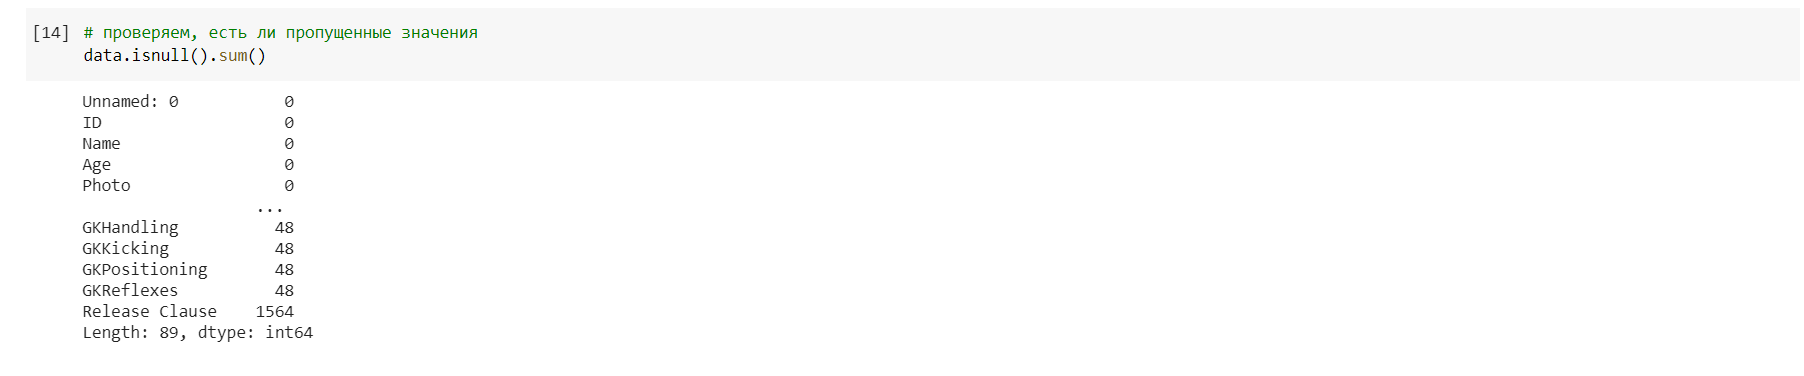 [14] # проверяем, есть ли пропущенные значения
data.isnull().sum()
Unnamed: 0 0
ID 0
Name 0
Age 0
Photo 0
...
GKHandling 48
GKKicking 48
GKPositioning 48
GKReflexes 48
Release Clause 1564
Length: 89, dtype: int64